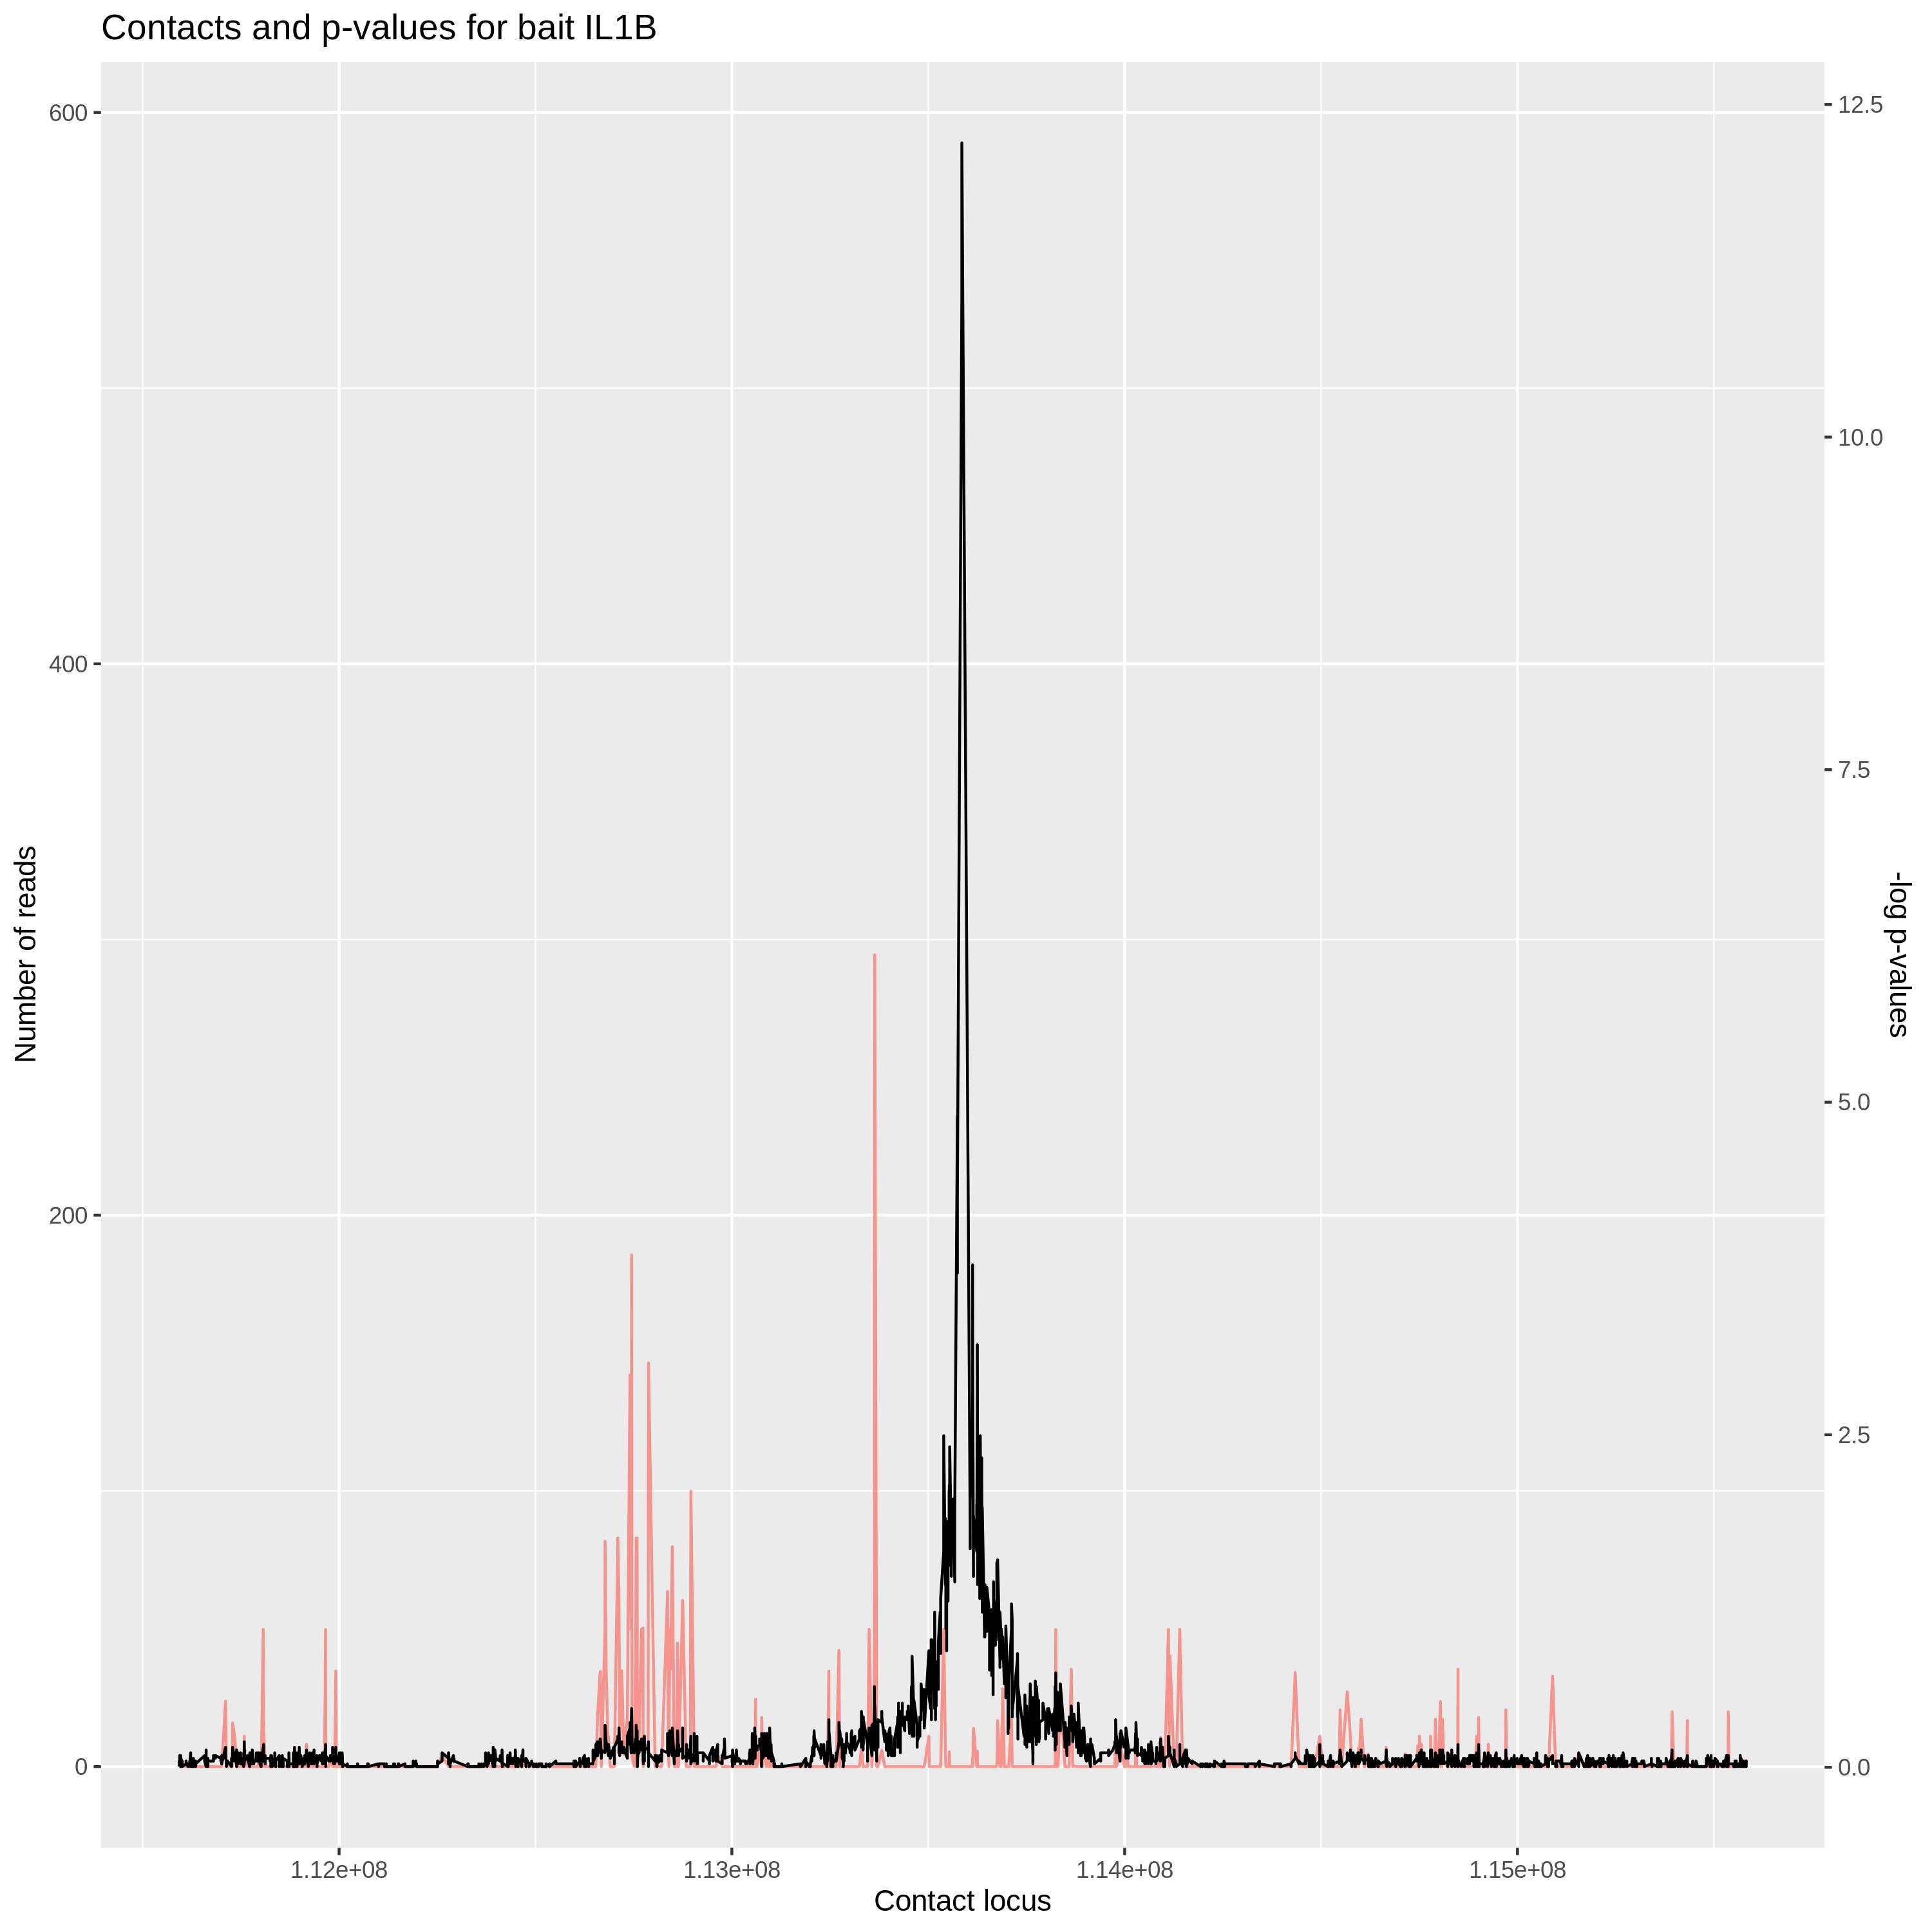 Contacts and p-values for bait IL1B
600
400
200
0
Number of reads
12.5
10.0
7.5
5.0
2.5
0.0
-log p-values
1.12e+08
1.13e+08
1.14e+08
1.15e+08
Contact locus